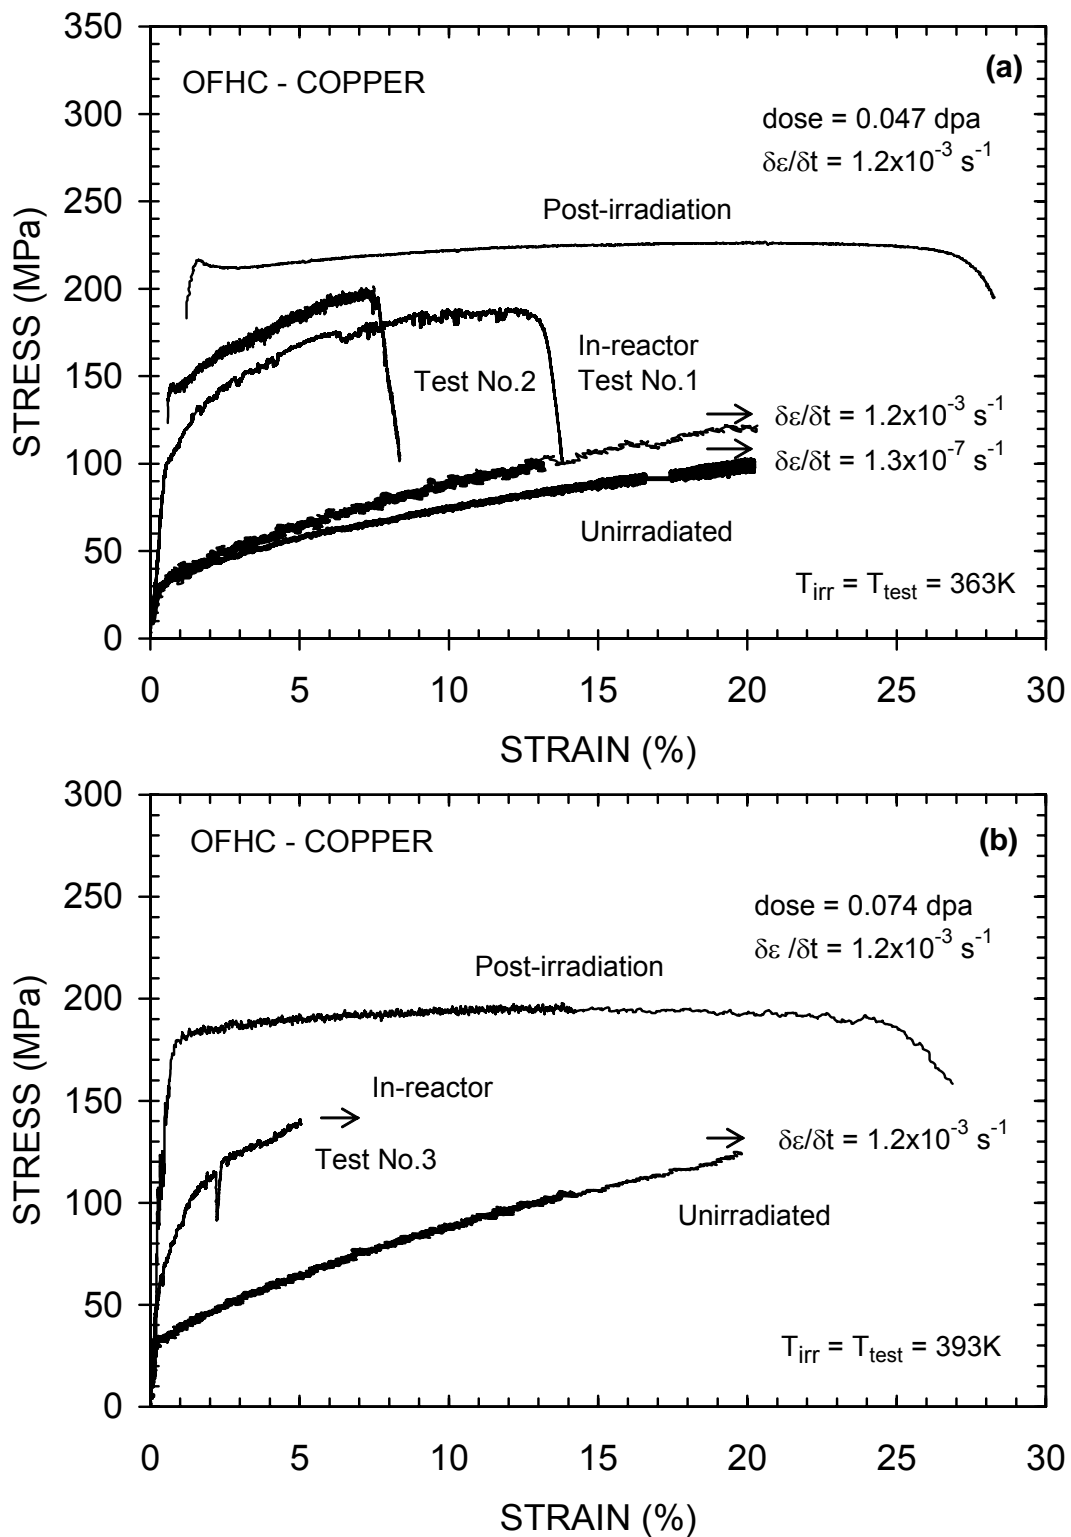 350
300
250
200
150
100
50
0
STRESS (MPa)
OFHC - COPPER
(a)
dose = 0.047 dpa
δε/δt = 1.2x10⁻³ s⁻¹
Post-irradiation
In-reactor
Test No.1
Test No.2
δε/δt = 1.2x10⁻³ s⁻¹
δε/δt = 1.3x10⁻⁷ s⁻¹
Unirradiated
T_irr = T_test = 363K
0 5 10 15 20 25 30
STRAIN (%)
300
250
200
150
100
50
0
STRESS (MPa)
OFHC - COPPER
(b)
dose = 0.074 dpa
δε /δt = 1.2x10⁻³ s⁻¹
Post-irradiation
In-reactor
Test No.3
δε/δt = 1.2x10⁻³ s⁻¹
Unirradiated
T_irr = T_test = 393K
0 5 10 15 20 25 30
STRAIN (%)